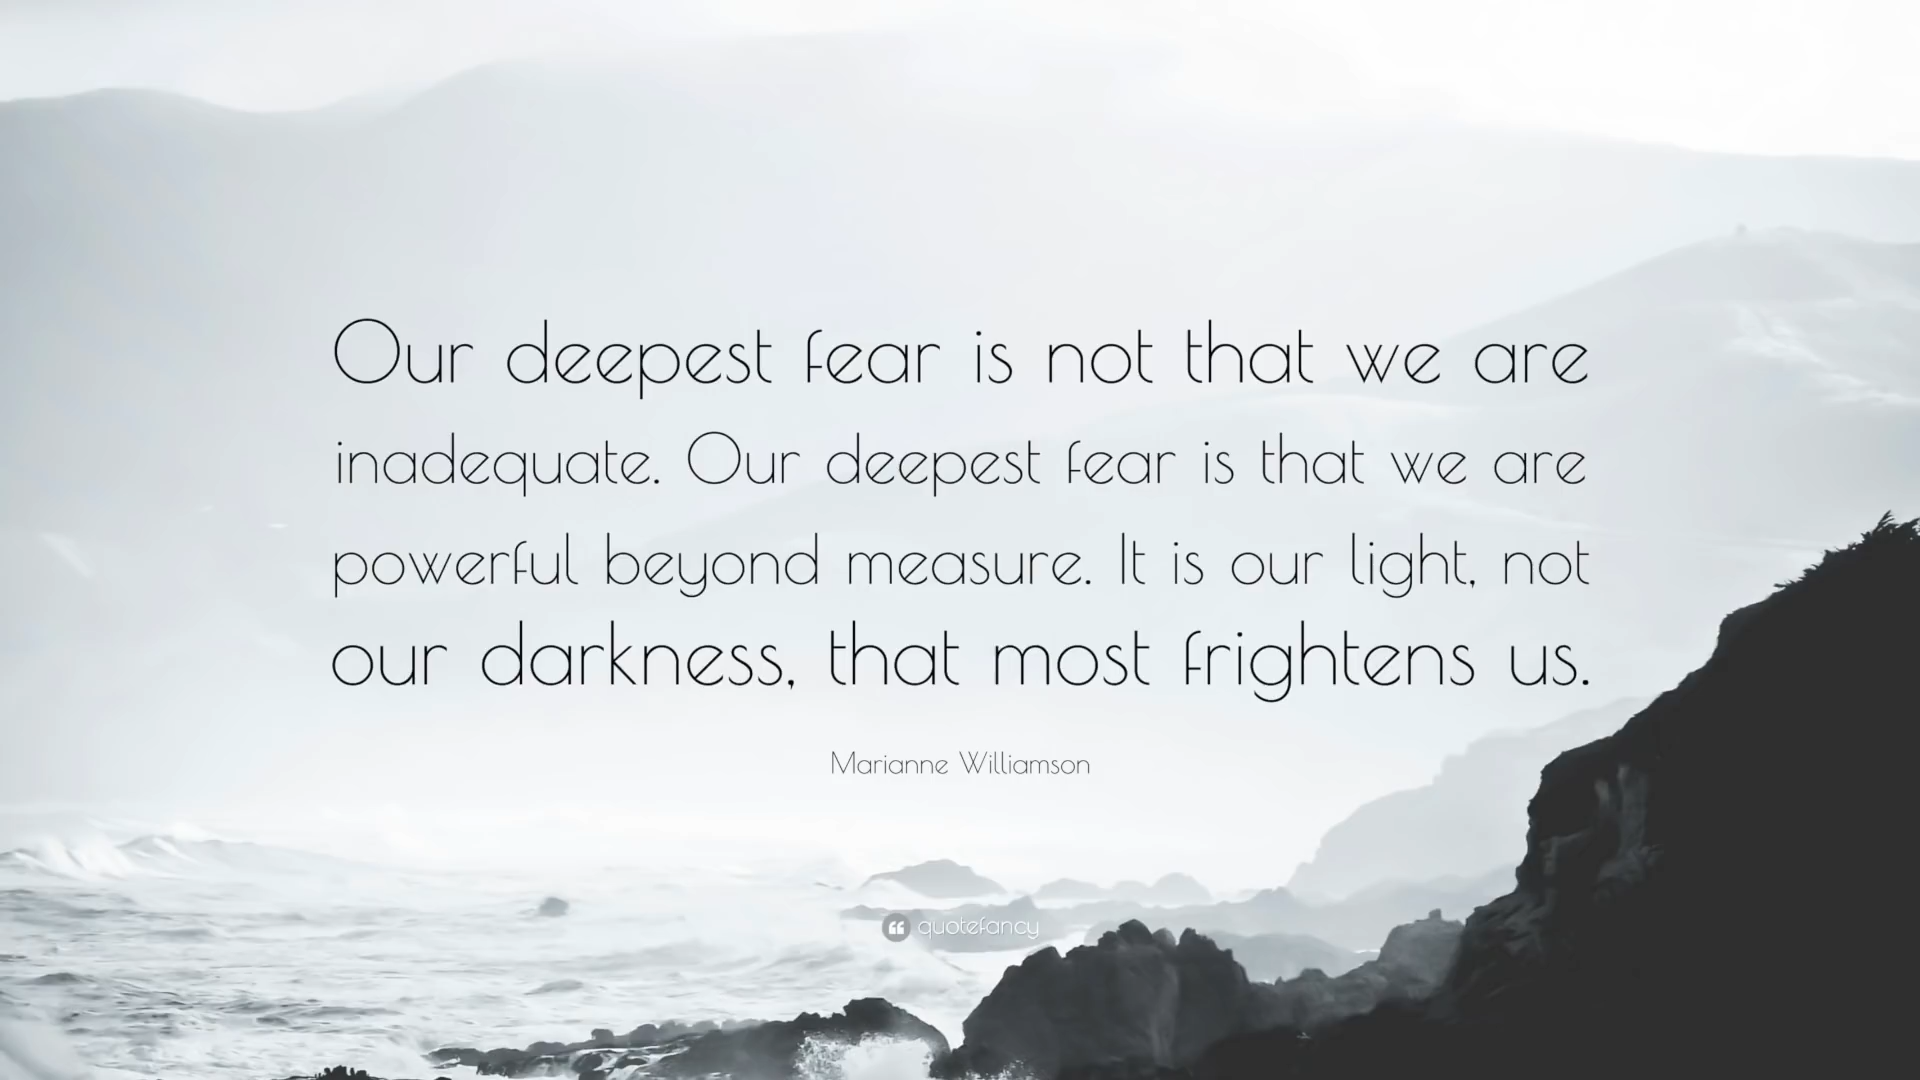 Our deepest fear is not that we are
inadequate. Our deepest fear is that we are
powerful beyond measure. It is our light, not
our darkness, that most frightens us.
Marianne Williamson
quotefancy